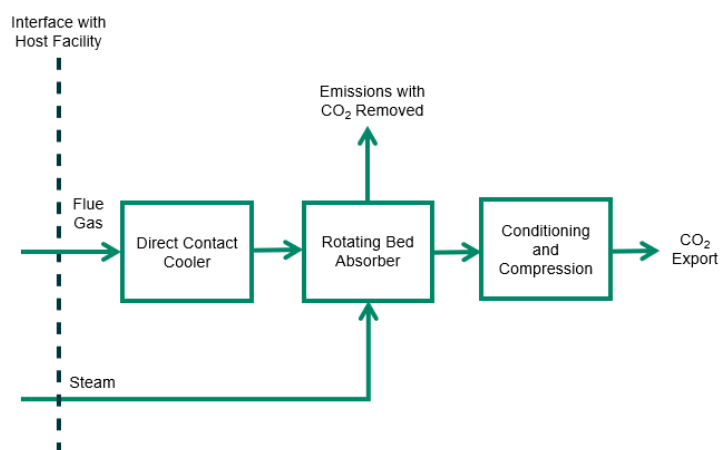 Interface with
Host Facility
Emissions with
CO₂ Removed
Flue
Gas
Direct Contact
Cooler
Rotating Bed
Absorber
Conditioning
and
Compression
CO₂
Export
Steam